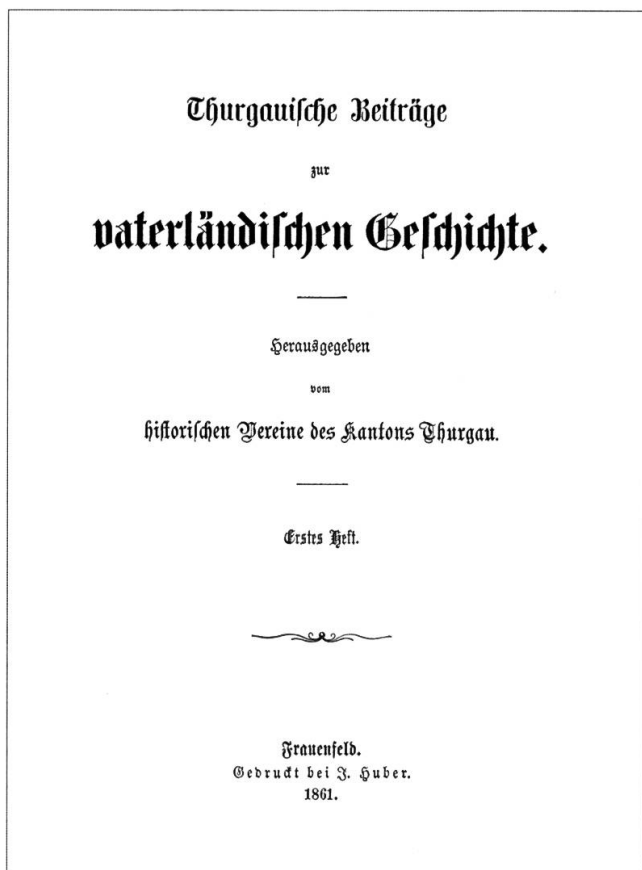 Thurgauische Beiträge
zur
vaterländischen Geschichte.
Herausgegeben
vom
historischen Vereine des Kantons Thurgau.
Erstes Heft.
Frauenfeld.
Gedruckt bei J. Huber.
1861.